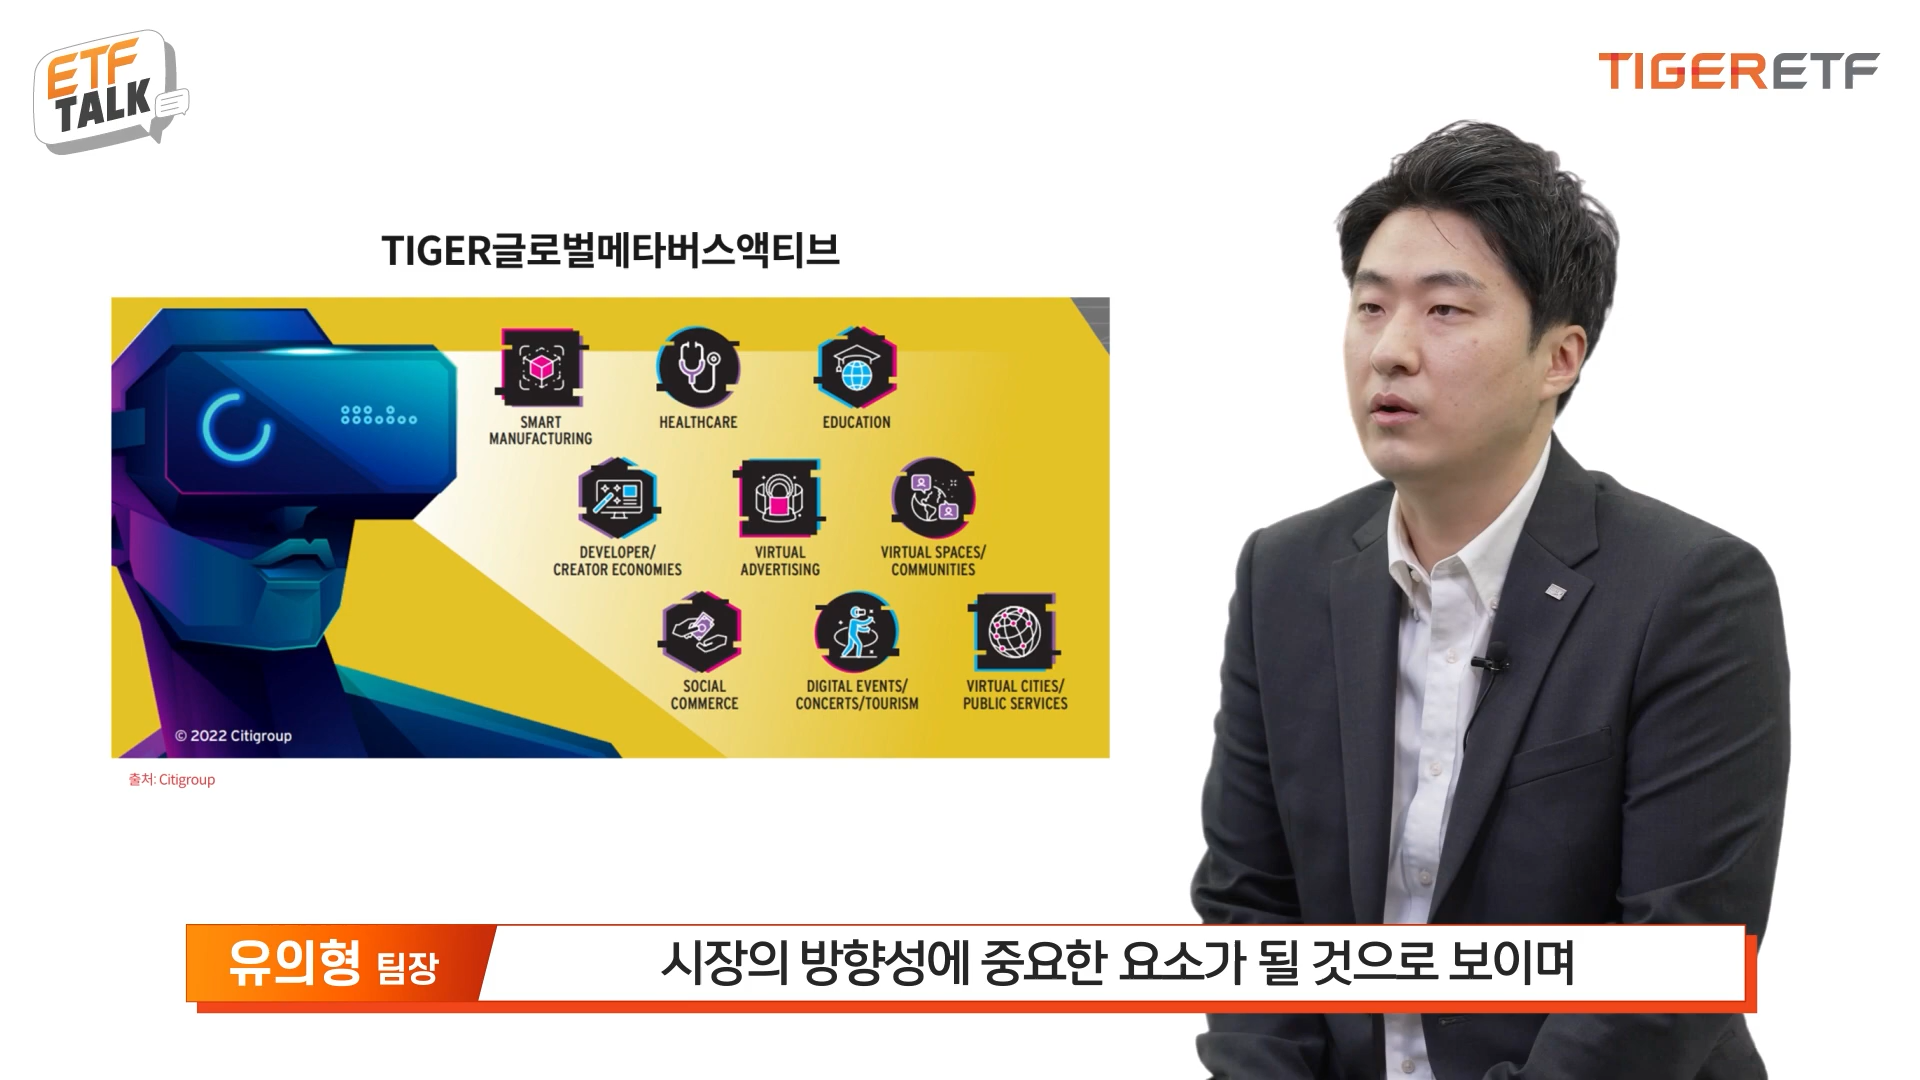 ETF
TALK
TIGERETF
TIGER글로벌메타버스액티브
SMART
MANUFACTURING
HEALTHCARE
EDUCATION
DEVELOPER/
CREATOR ECONOMIES
VIRTUAL
ADVERTISING
VIRTUAL SPACES/
COMMUNITIES
SOCIAL
COMMERCE
DIGITAL EVENTS/
CONCERTS/TOURISM
VIRTUAL CITIES/
PUBLIC SERVICES
© 2022 Citigroup
출처: Citigroup
유의형 팀장
시장의 방향성에 중요한 요소가 될 것으로 보이며